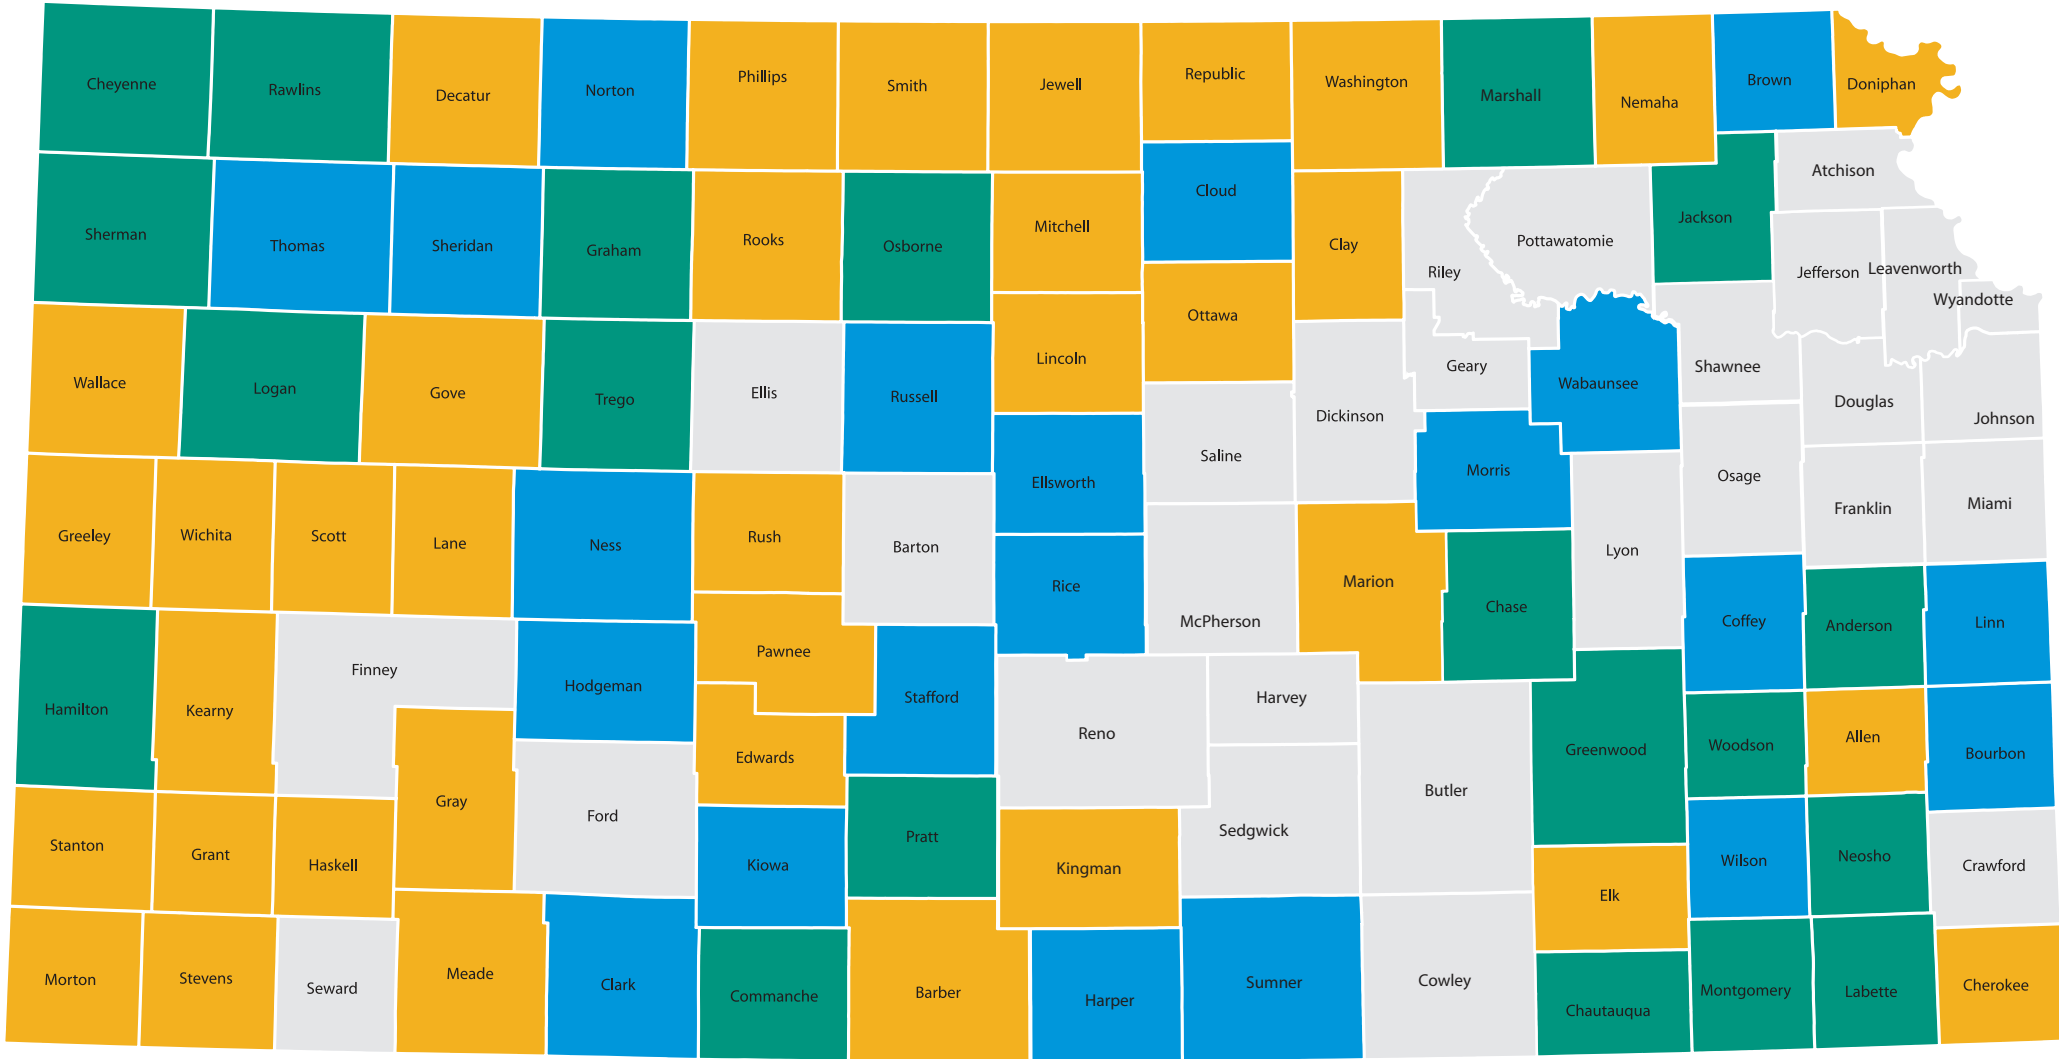 Cheyenne
Rawlins
Decatur
Norton
Phillips
Smith
Jewell
Republic
Washington
Marshall
Nemaha
Brown
Doniphan
Sherman
Thomas
Sheridan
Graham
Rooks
Osborne
Mitchell
Cloud
Clay
Riley
Pottawatomie
Jackson
Atchison
Jefferson
Leavenworth
Wyandotte
Wallace
Logan
Gove
Trego
Ellis
Russell
Lincoln
Ottawa
Saline
Dickinson
Geary
Wabaunsee
Shawnee
Douglas
Johnson
Greeley
Wichita
Scott
Lane
Ness
Rush
Barton
Ellsworth
Rice
McPherson
Marion
Morris
Chase
Lyon
Osage
Franklin
Miami
Hamilton
Kearny
Finney
Hodgeman
Pawnee
Edwards
Stafford
Reno
Harvey
Butler
Greenwood
Coffey
Anderson
Linn
Woodson
Allen
Bourbon
Stanton
Grant
Haskell
Gray
Ford
Kiowa
Pratt
Kingman
Sedgwick
Elk
Wilson
Neosho
Crawford
Morton
Stevens
Seward
Meade
Clark
Commanche
Barber
Harper
Sumner
Cowley
Chautauqua
Montgomery
Labette
Cherokee